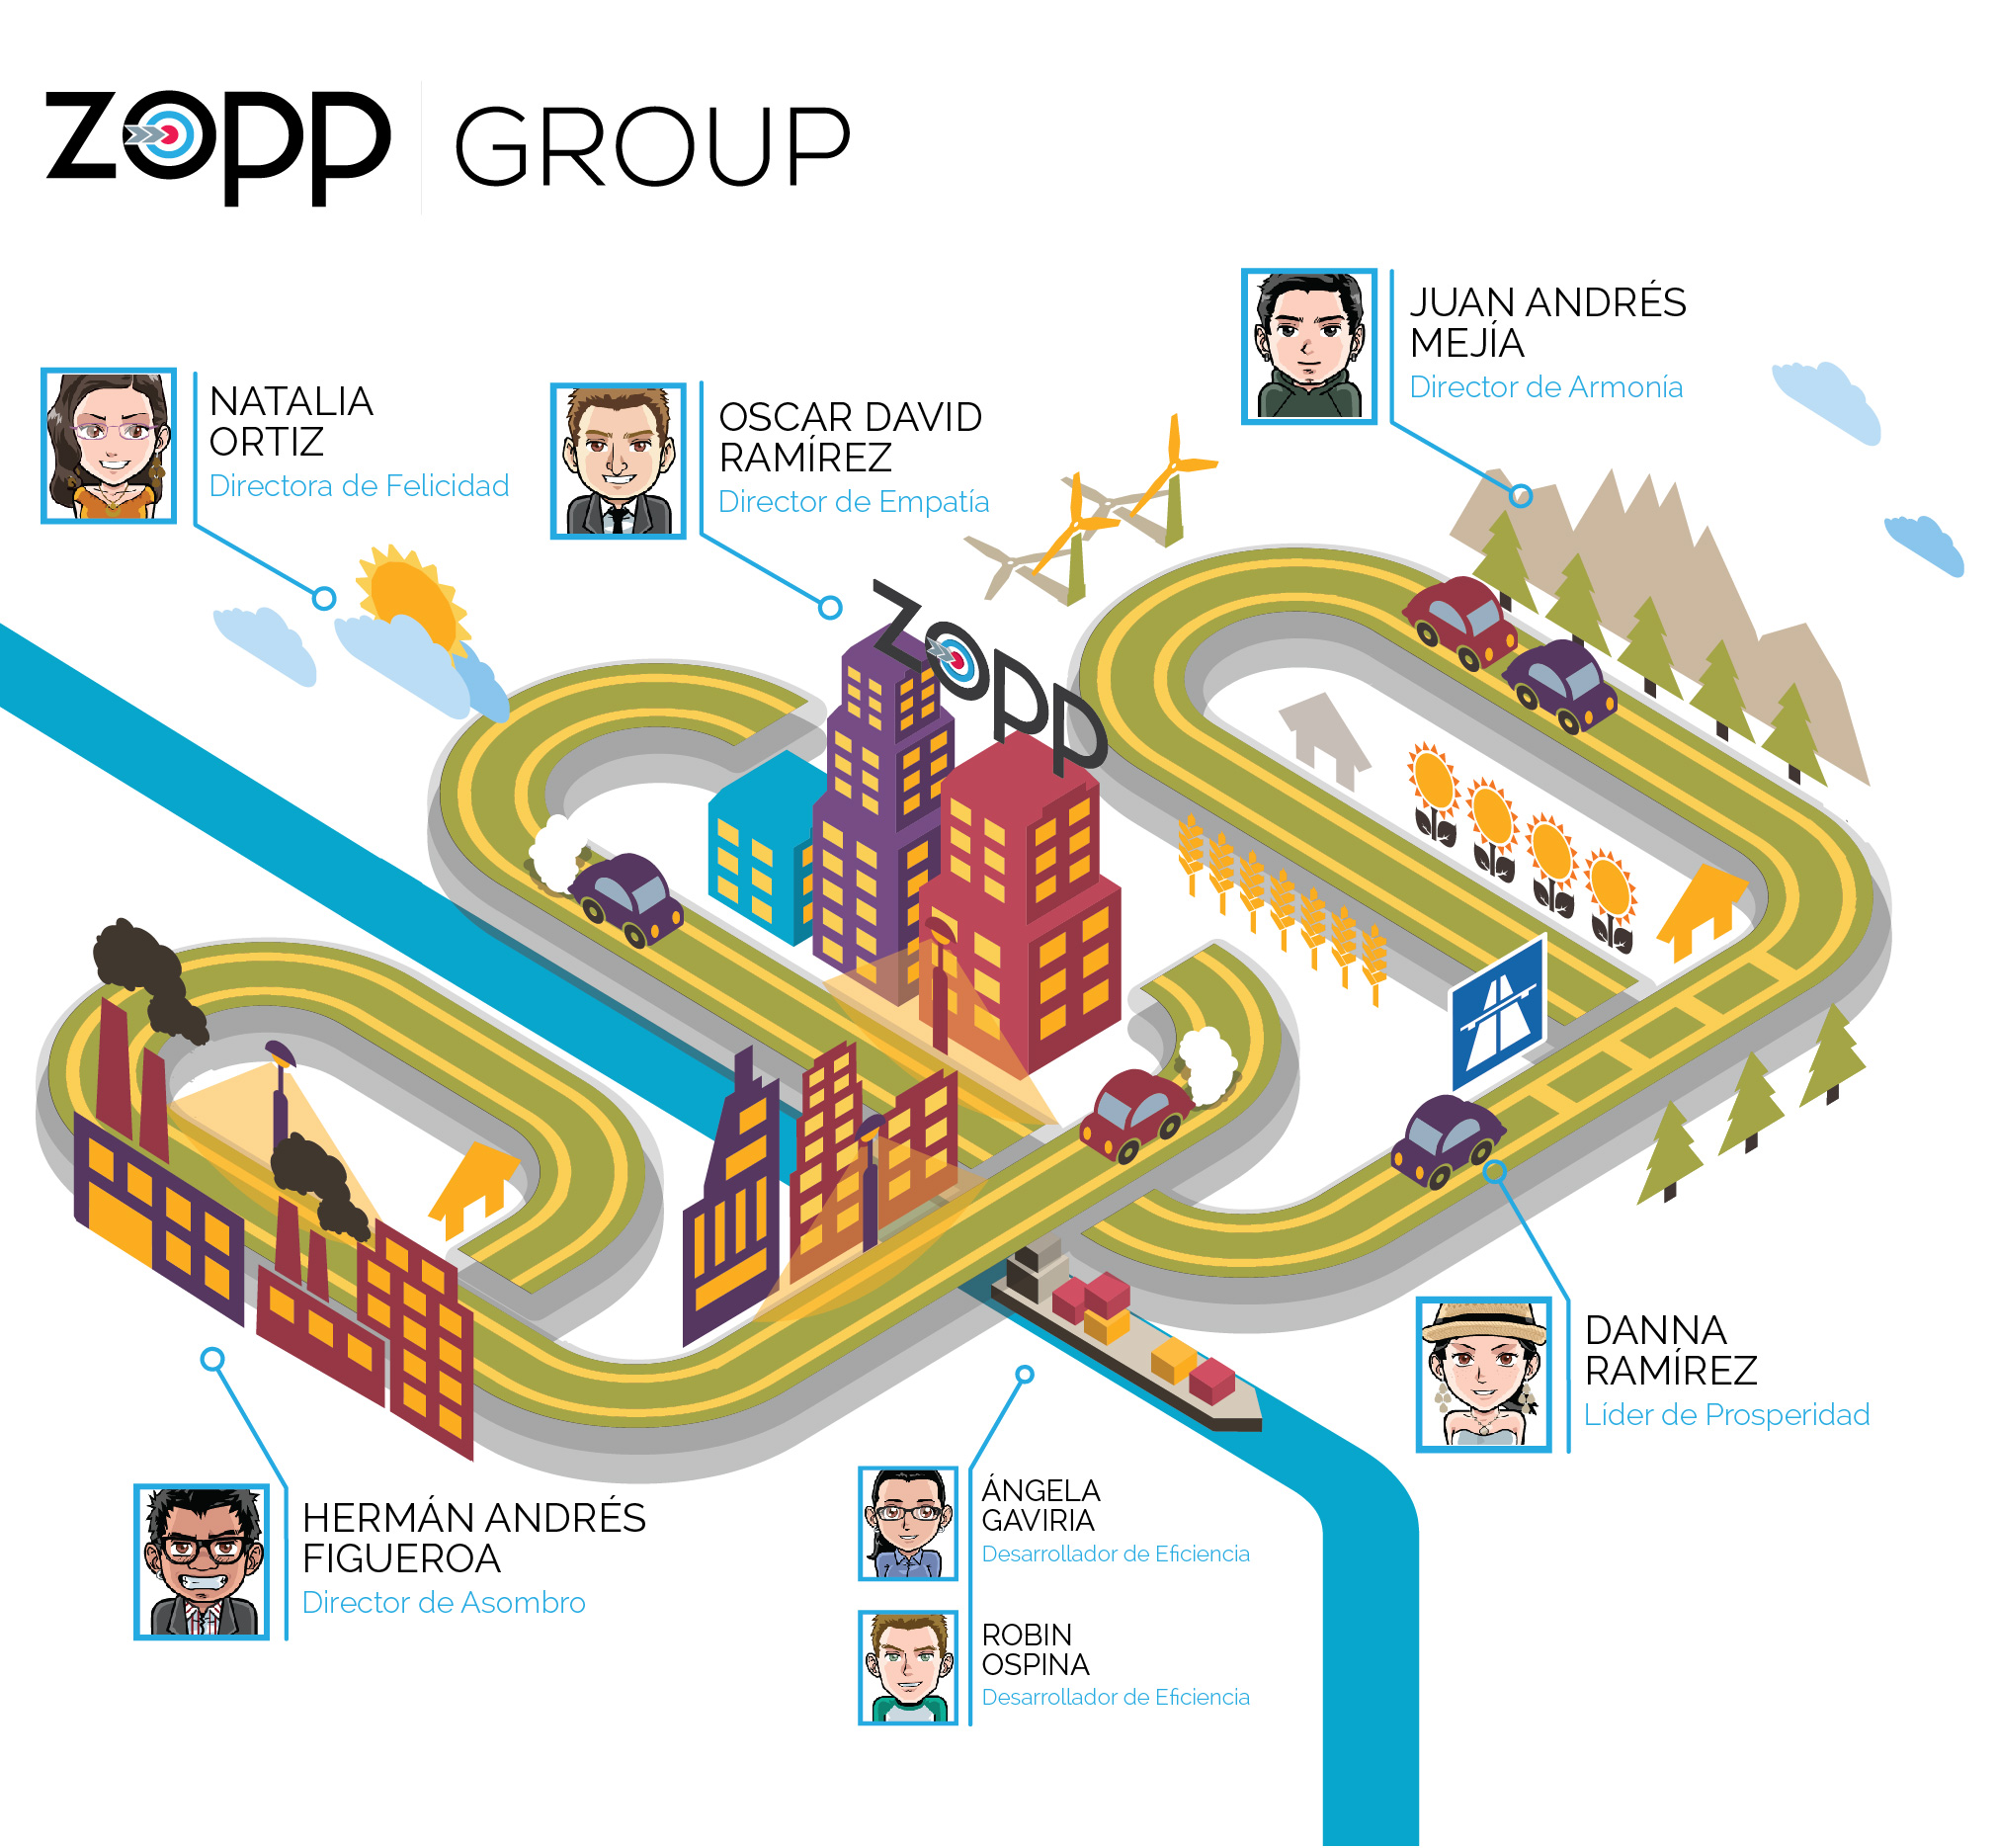 ZOPP GROUP
JUAN ANDRÉS
MEJÍA
Director de Armonía
NATALIA
ORTIZ
Directora de Felicidad
OSCAR DAVID
RAMÍREZ
Director de Empatía
ZOPP
DANNA
RAMÍREZ
Líder de Prosperidad
HERMÁN ANDRÉS
FIGUEROA
Director de Asombro
ÁNGELA
GAVIRIA
Desarrollador de Eficiencia
ROBIN
OSPINA
Desarrollador de Eficiencia